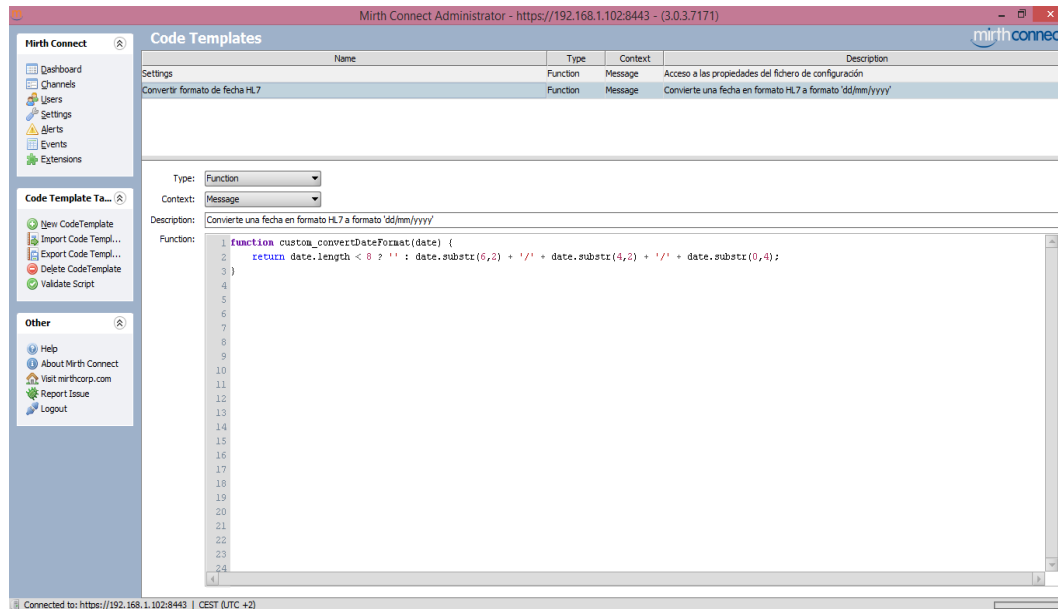 Mirth Connect Administrator - https://192.168.1.102:8443 - (3.0.3.7171)
Mirth Connect
Dashboard
Channels
Users
Settings
Alerts
Events
Extensions
Code Template Ta...
New CodeTemplate
Import Code Templ...
Export Code Templ...
Delete CodeTemplate
Validate Script
Other
Help
About Mirth Connect
Visit mirthcorp.com
Report Issue
Logout
Code Templates
mirth connec
Name Type Context Description
Settings Function Message Acceso a las propiedades del fichero de configuración
Convertir formato de fecha HL7 Function Message Convierte una fecha en formato HL7 a formato 'dd/mm/yyyy'
Type: Function
Context: Message
Description: Convierte una fecha en formato HL7 a formato 'dd/mm/yyyy'
Function:
1 function custom_convertDateFormat(date) {
2 return date.length < 8 ? '' : date.substr(6,2) + '/' + date.substr(4,2) + '/' + date.substr(0,4);
3 }
4
5
6
7
8
9
10
11
12
13
14
15
16
17
18
19
20
21
22
23
24
Connected to: https://192.168.1.102:8443 | CEST (UTC +2)